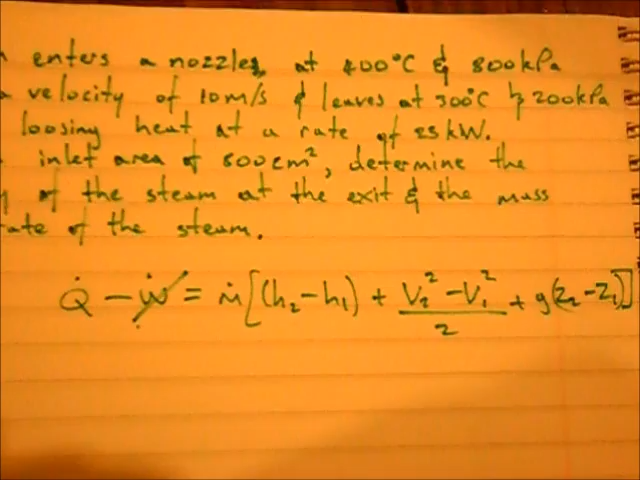 enters a nozzles, at 400°C & 800kPa
velocity of 10m/s & leaves at 300°C & 200kPa
loosing heat at a rate of 25kW.
inlet area of 800cm², determine the
of the steam at the exit & the mass
ate of the steam.
Q̇ - Ẇ = ṁ[(h₂-h₁) + (V₂²-V₁²)/2 + g(z₂-z₁)]